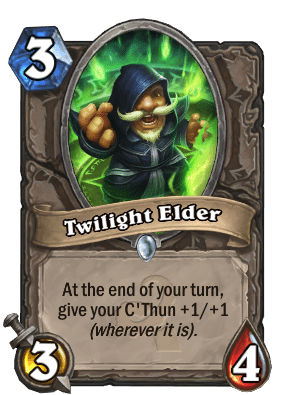 3
Twilight Elder
At the end of your turn,
give your C'Thun +1/+1
(wherever it is).
3 4